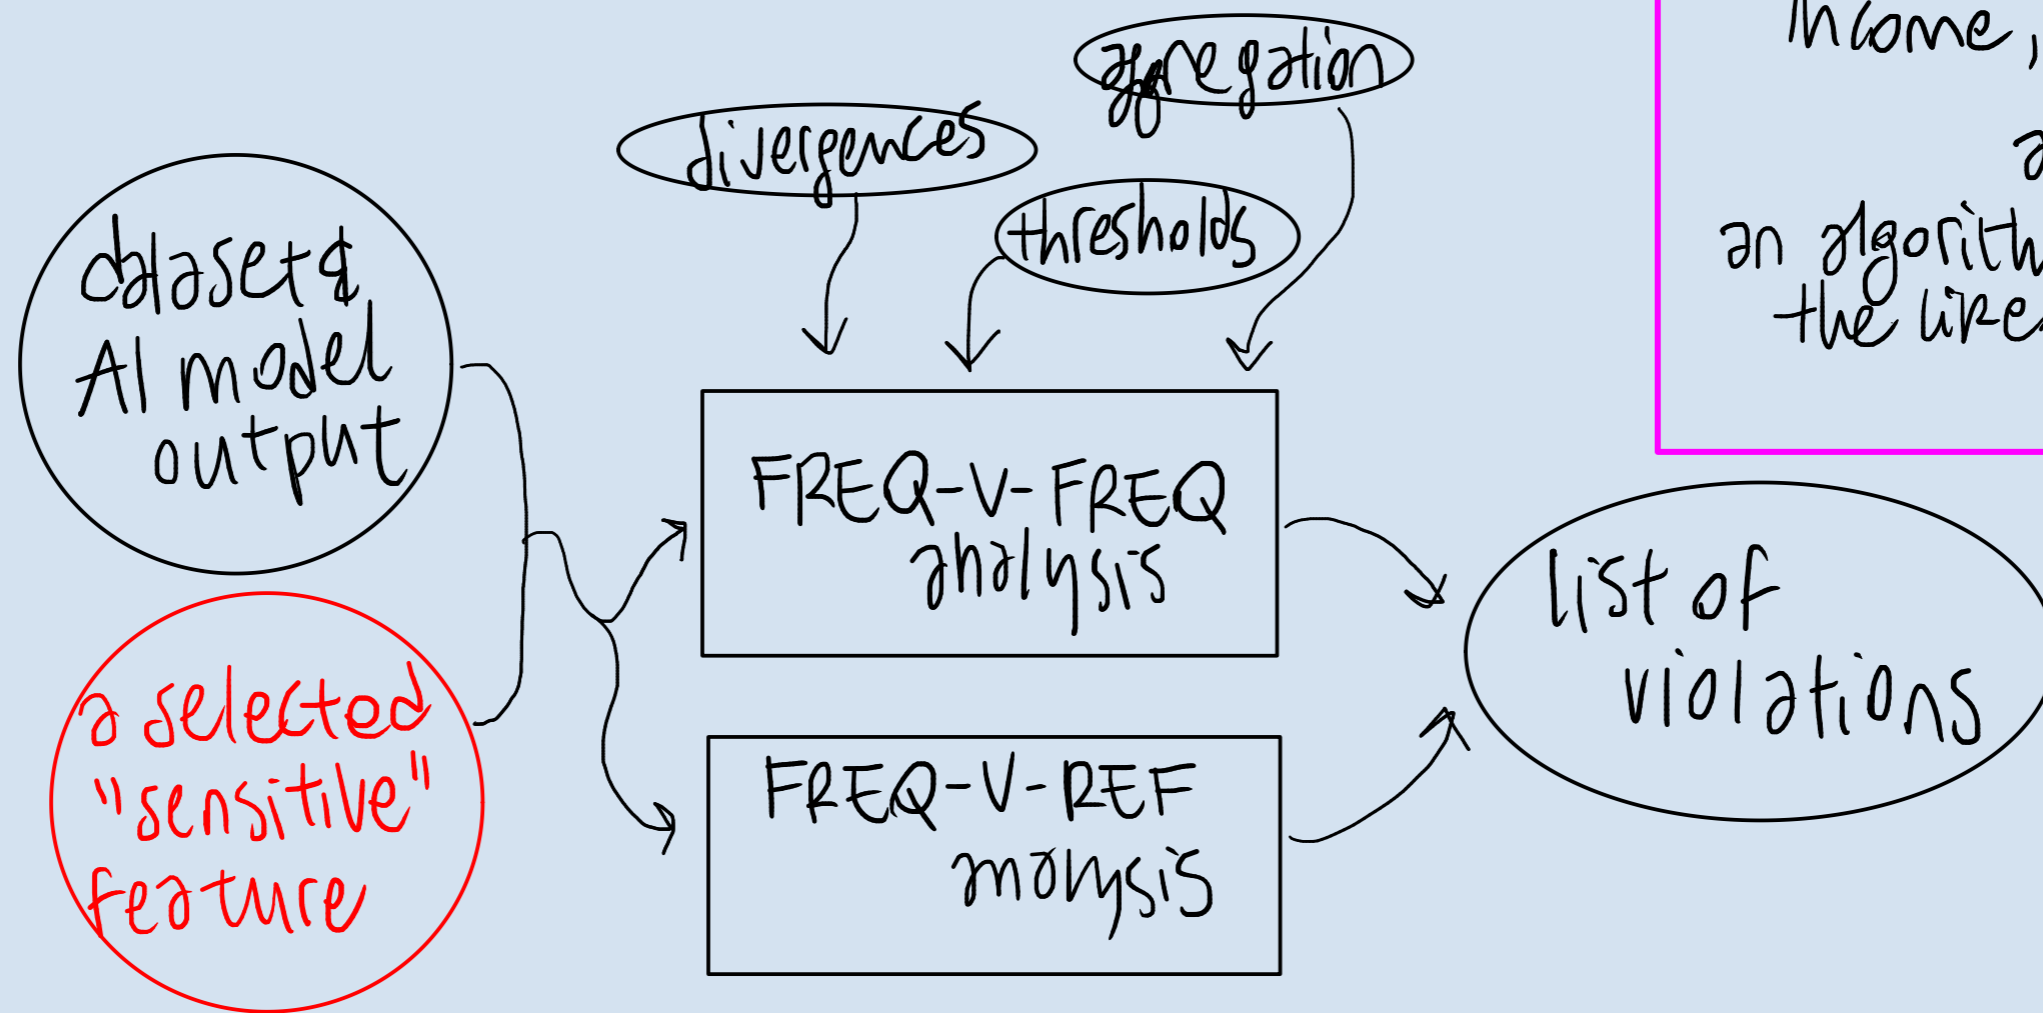 dataset &
AI model
output
a selected
"sensitive"
feature
divergences
aggregation
thresholds
FREQ-V-FREQ
analysis
FREQ-V-REF
analysis
list of
violations
Income,
a
an algorith
the like